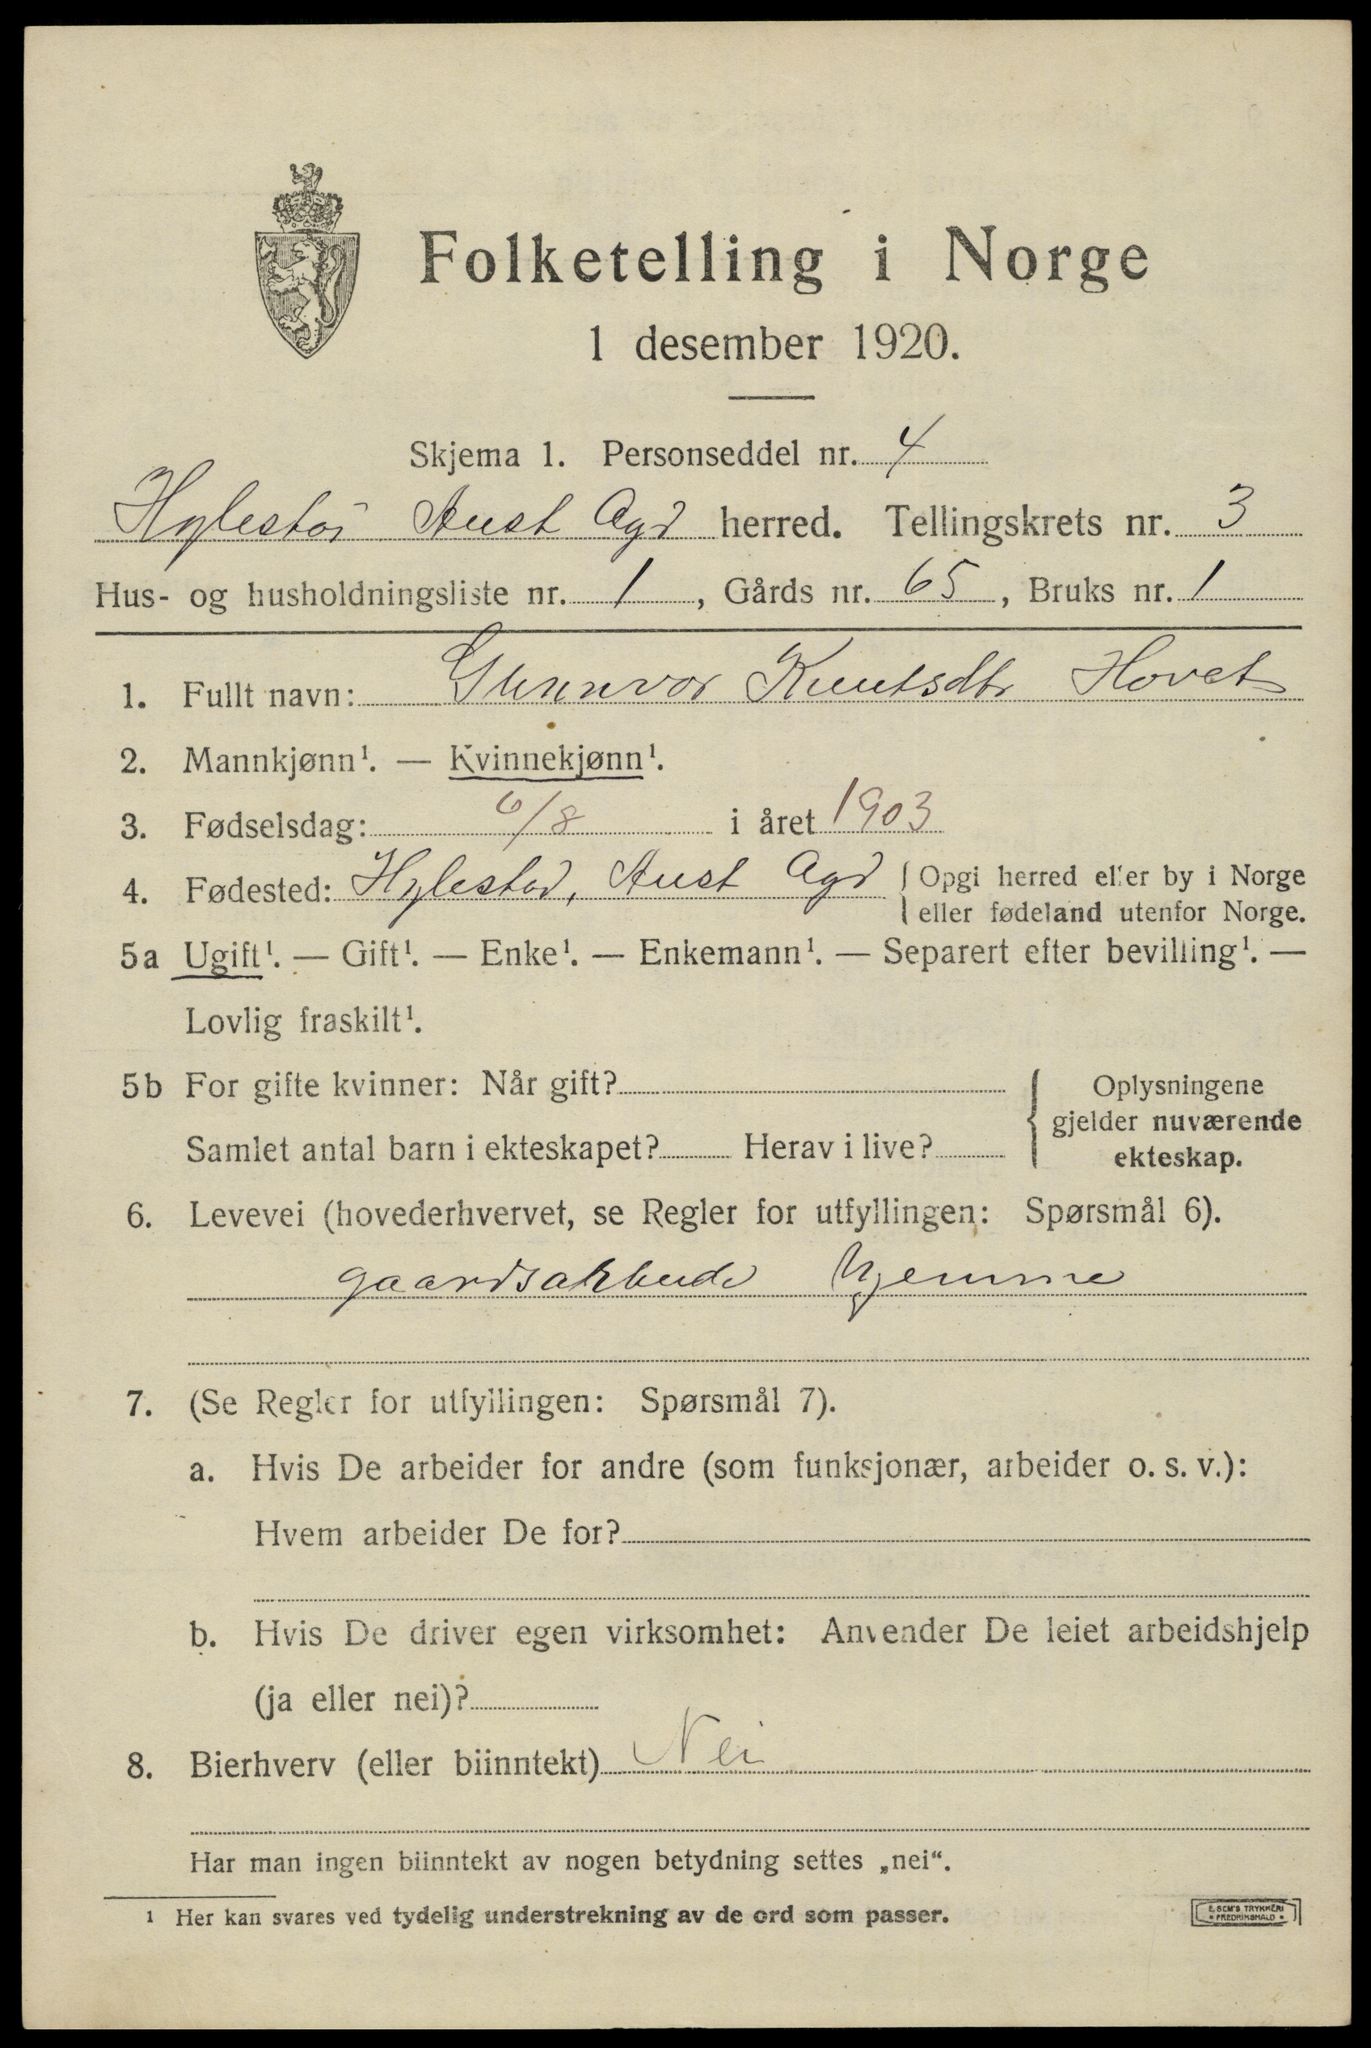 Folketelling i Norge
1 desember 1920.
Skjema 1. Personseddel nr. 4
Hylestad Aust Agd herred. Tellingskrets nr. 3
Hus- og husholdningsliste nr. 1, Gårds nr. 65, Bruks nr. 1
1. Fullt navn: Gunnvor Knutsdtr Hovet
2. Mannkjønn¹. — Kvinnekjønn¹.
3. Fødselsdag: 6/8 i året 1903
4. Fødested: Hylestad, Aust Agd { Opgi herred eller by i Norge
eller fødeland utenfor Norge.
5a Ugift¹. — Gift¹. — Enke¹. — Enkemann¹. — Separert efter bevilling¹. —
Lovlig fraskilt¹.
5b For gifte kvinner: Når gift?
Samlet antal barn i ekteskapet? Herav i live?
{ Oplysningene
gjelder nuværende
ekteskap.
6. Levevei (hovederhvervet, se Regler for utfyllingen: Spørsmål 6).
gaardsarbeide hjemme
7. (Se Regler for utfyllingen: Spørsmål 7).
a. Hvis De arbeider for andre (som funksjonær, arbeider o. s. v.):
Hvem arbeider De for?
b. Hvis De driver egen virksomhet: Anvender De leiet arbeidshjelp
(ja eller nei)?
8. Bierhverv (eller biinntekt) Nei
Har man ingen biinntekt av nogen betydning settes „nei“.
¹ Her kan svares ved tydelig understrekning av de ord som passer.
E. SEM'S TRYKKERI
• FREDRIKSHALD •